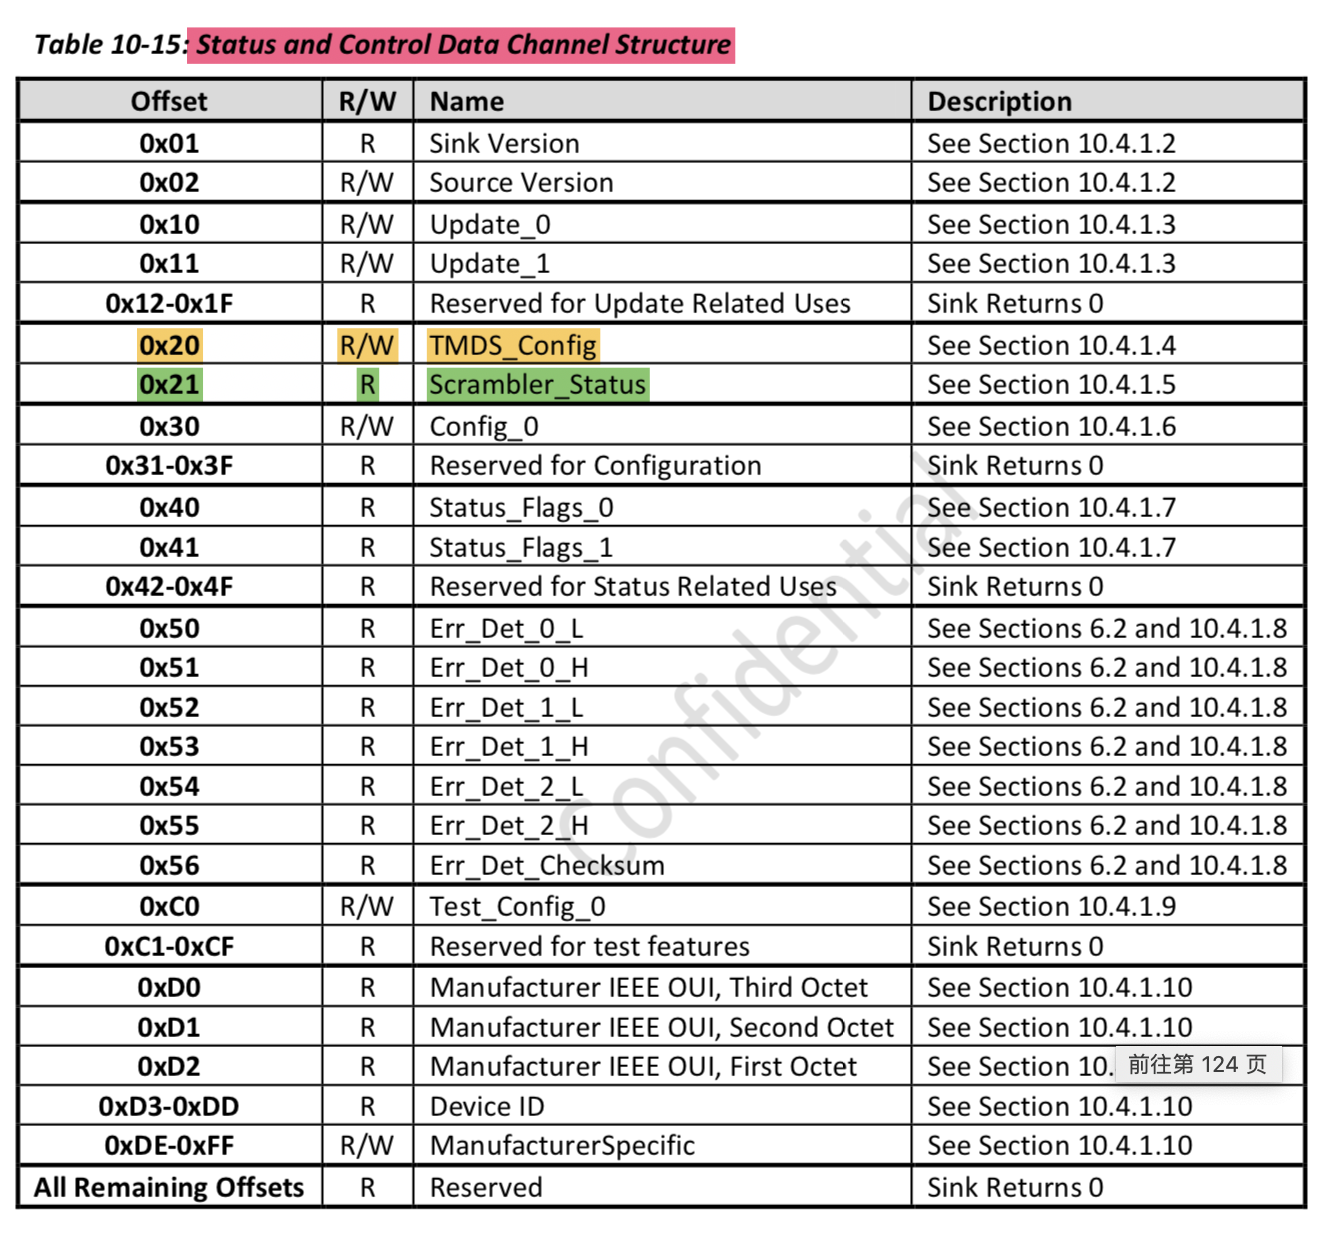 Table 10-15: Status and Control Data Channel Structure
Offset R/W Name Description
0x01 R Sink Version See Section 10.4.1.2
0x02 R/W Source Version See Section 10.4.1.2
0x10 R/W Update_0 See Section 10.4.1.3
0x11 R/W Update_1 See Section 10.4.1.3
0x12-0x1F R Reserved for Update Related Uses Sink Returns 0
0x20 R/W TMDS_Config See Section 10.4.1.4
0x21 R Scrambler_Status See Section 10.4.1.5
0x30 R/W Config_0 See Section 10.4.1.6
0x31-0x3F R Reserved for Configuration Sink Returns 0
0x40 R Status_Flags_0 See Section 10.4.1.7
0x41 R Status_Flags_1 See Section 10.4.1.7
0x42-0x4F R Reserved for Status Related Uses Sink Returns 0
0x50 R Err_Det_0_L See Sections 6.2 and 10.4.1.8
0x51 R Err_Det_0_H See Sections 6.2 and 10.4.1.8
0x52 R Err_Det_1_L See Sections 6.2 and 10.4.1.8
0x53 R Err_Det_1_H See Sections 6.2 and 10.4.1.8
0x54 R Err_Det_2_L See Sections 6.2 and 10.4.1.8
0x55 R Err_Det_2_H See Sections 6.2 and 10.4.1.8
0x56 R Err_Det_Checksum See Sections 6.2 and 10.4.1.8
0xC0 R/W Test_Config_0 See Section 10.4.1.9
0xC1-0xCF R Reserved for test features Sink Returns 0
0xD0 R Manufacturer IEEE OUI, Third Octet See Section 10.4.1.10
0xD1 R Manufacturer IEEE OUI, Second Octet See Section 10.4.1.10
0xD2 R Manufacturer IEEE OUI, First Octet See Section 10.
前往第 124 页
0xD3-0xDD R Device ID See Section 10.4.1.10
0xDE-0xFF R/W ManufacturerSpecific See Section 10.4.1.10
All Remaining Offsets R Reserved Sink Returns 0
Confidential